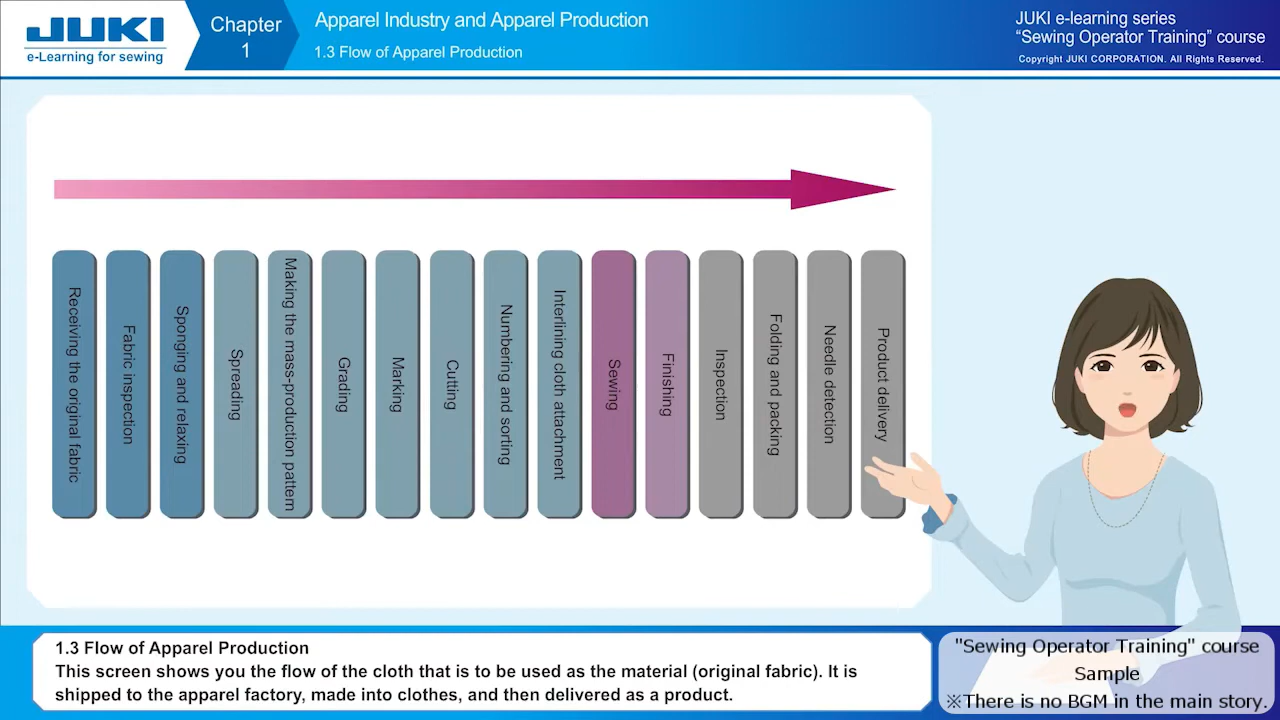 JUKI
e-Learning for sewing
Chapter
1
Apparel Industry and Apparel Production
1.3 Flow of Apparel Production
JUKI e-learning series
“Sewing Operator Training” course
Copyright JUKI CORPORATION. All Rights Reserved.
Receiving the original fabric
Fabric inspection
Sponging and relaxing
Spreading
Making the mass-production pattern
Grading
Marking
Cutting
Numbering and sorting
Interlining cloth attachment
Sewing
Finishing
Inspection
Folding and packing
Needle detection
Product delivery
1.3 Flow of Apparel Production
This screen shows you the flow of the cloth that is to be used as the material (original fabric). It is
shipped to the apparel factory, made into clothes, and then delivered as a product.
"Sewing Operator Training" course
Sample
※There is no BGM in the main story.